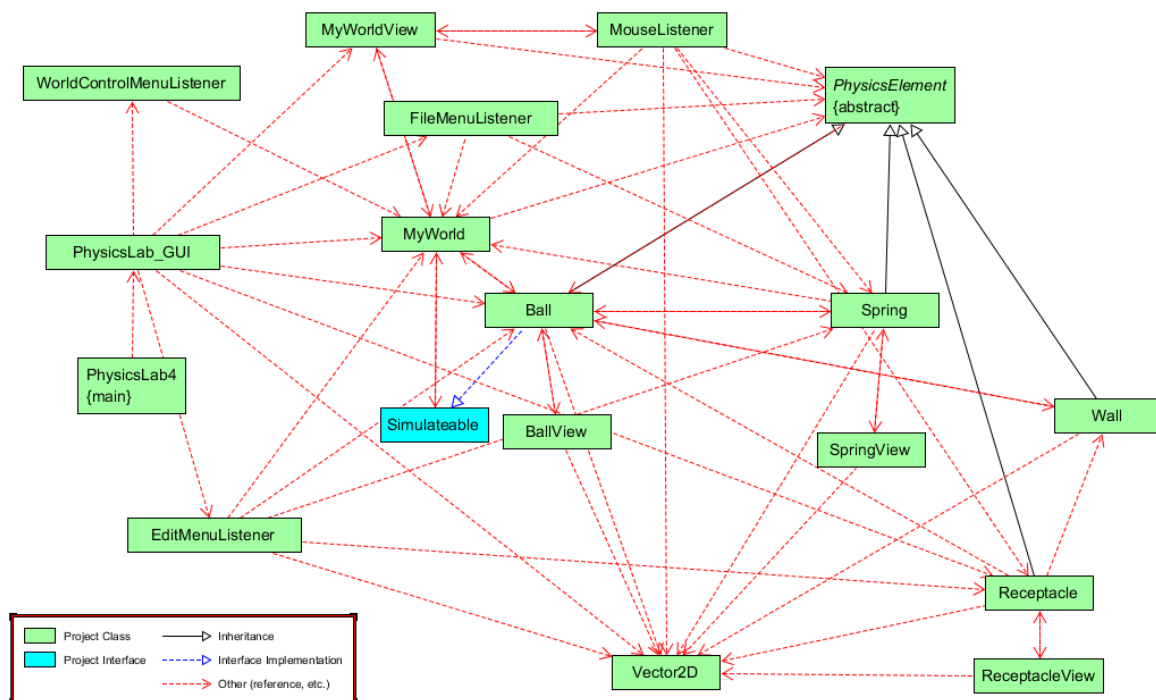 MyWorldView
MouseListener
WorldControlMenuListener
PhysicsElement
{abstract}
FileMenuListener
MyWorld
PhysicsLab_GUI
Ball
Spring
PhysicsLab4
{main}
Simulateable
BallView
Wall
SpringView
EditMenuListener
Receptacle
Vector2D
ReceptacleView
Project Class
Inheritance
Project Interface
Interface Implementation
Other (reference, etc.)